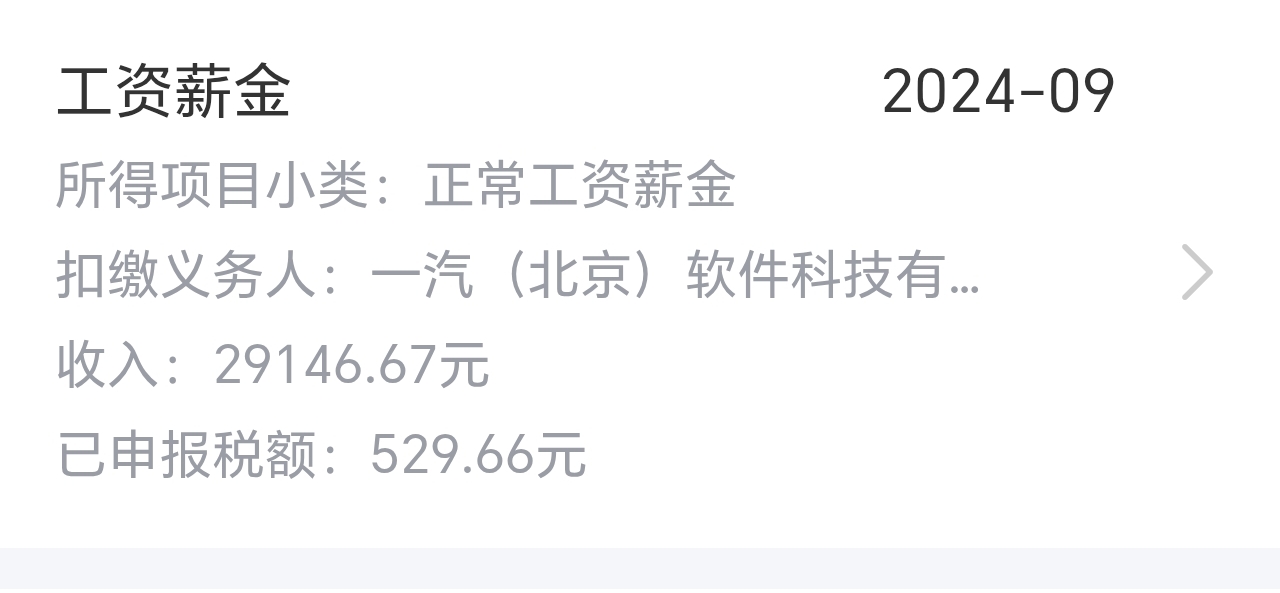 工资薪金 2024-09
所得项目小类：正常工资薪金
扣缴义务人：一汽（北京）软件科技有...
收入：29146.67元
已申报税额：529.66元